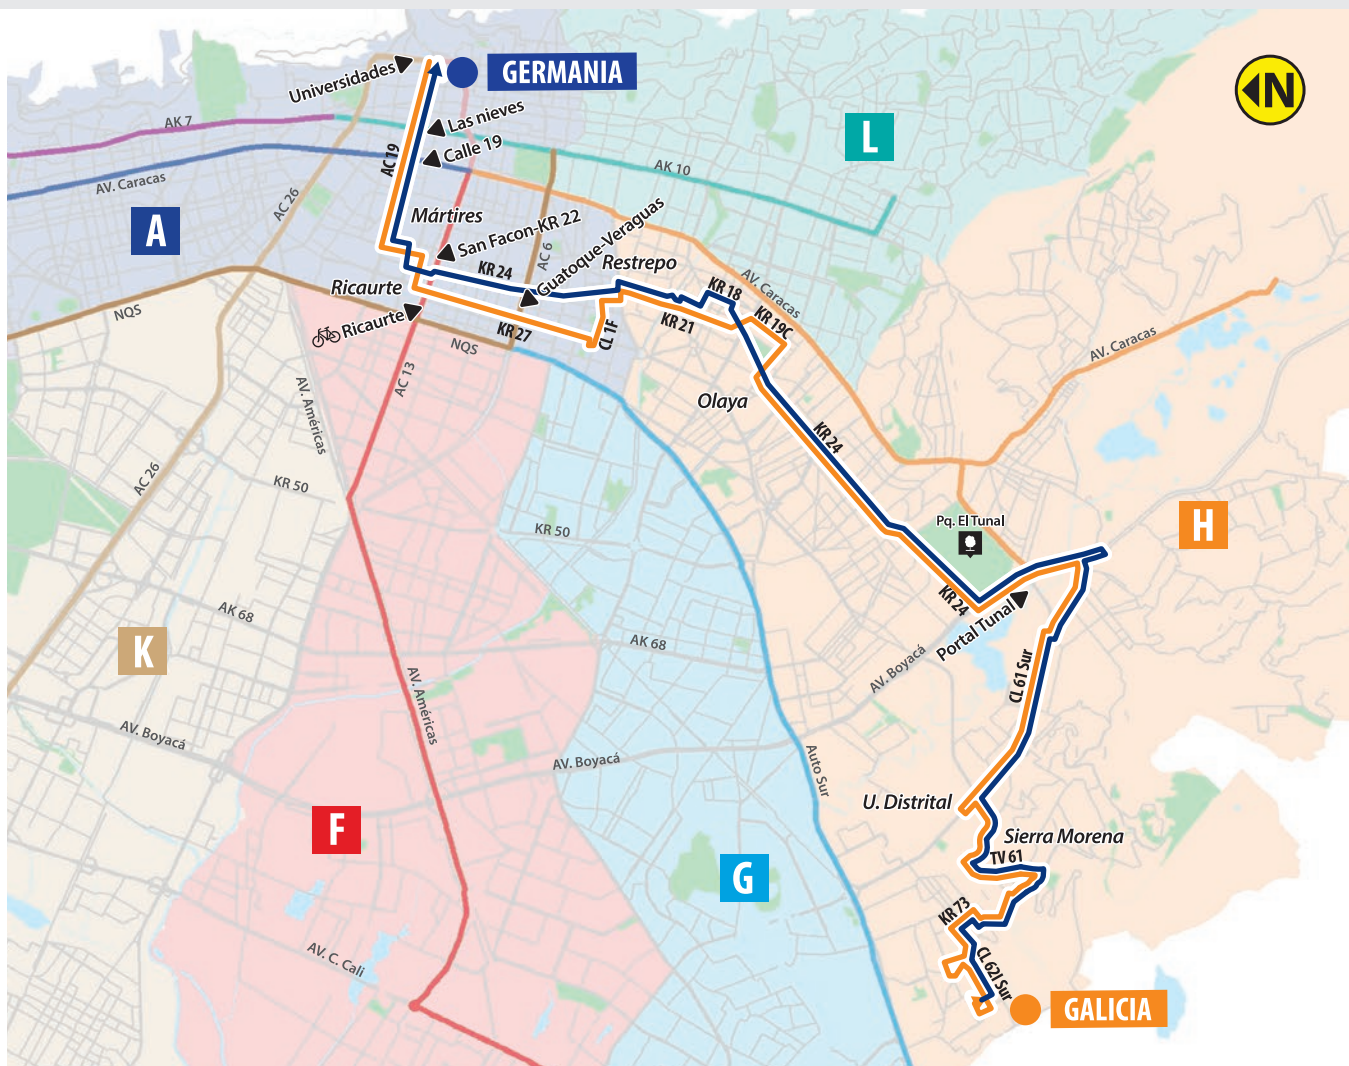 GERMANIA
N
Universidades
Las nieves
AK 7
Calle 19
L
AC 19
AK 10
AV. Caracas
AC 26
A
Mártires
San Facon-KR 22
AC 6
Guatoque-Veraguas
Restrepo
KR 24
Ricaurte
KR 18
AV. Caracas
NQS
Ricaurte
KR 27
CL 1F
KR 21
KR 19C
NQS
AV. Caracas
AC 13
AV. Américas
Olaya
KR 24
AC 26
KR 50
KR 50
Pq. El Tunal
H
KR 24
AK 68
Portal Tunal
K
AK 68
AV. Boyacá
CL 61 Sur
AV. Américas
AV. Boyacá
AV. Boyacá
Auto Sur
U. Distrital
F
Sierra Morena
TV 61
G
KR 73
AV. C. Cali
CL 62I Sur
GALICIA